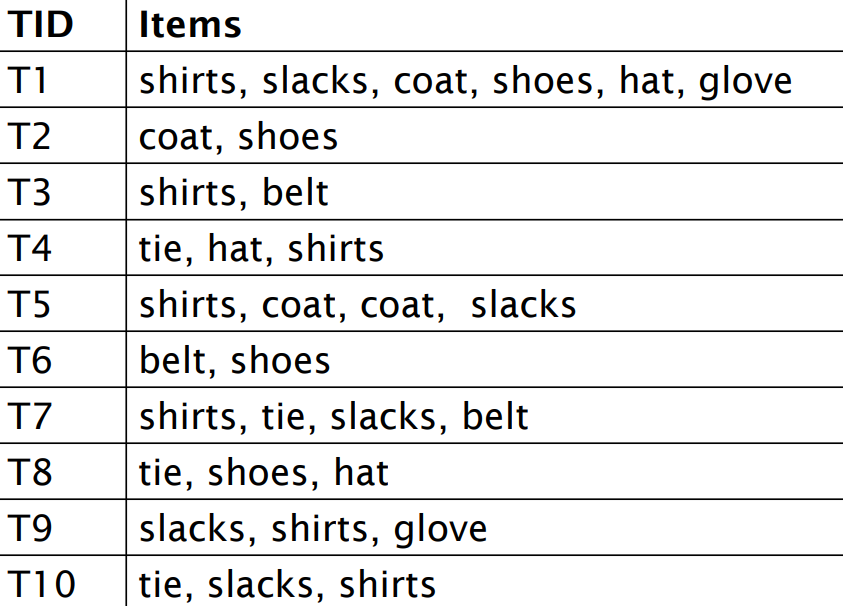 TID Items
T1 shirts, slacks, coat, shoes, hat, glove
T2 coat, shoes
T3 shirts, belt
T4 tie, hat, shirts
T5 shirts, coat, coat,  slacks
T6 belt, shoes
T7 shirts, tie, slacks, belt
T8 tie, shoes, hat
T9 slacks, shirts, glove
T10 tie, slacks, shirts